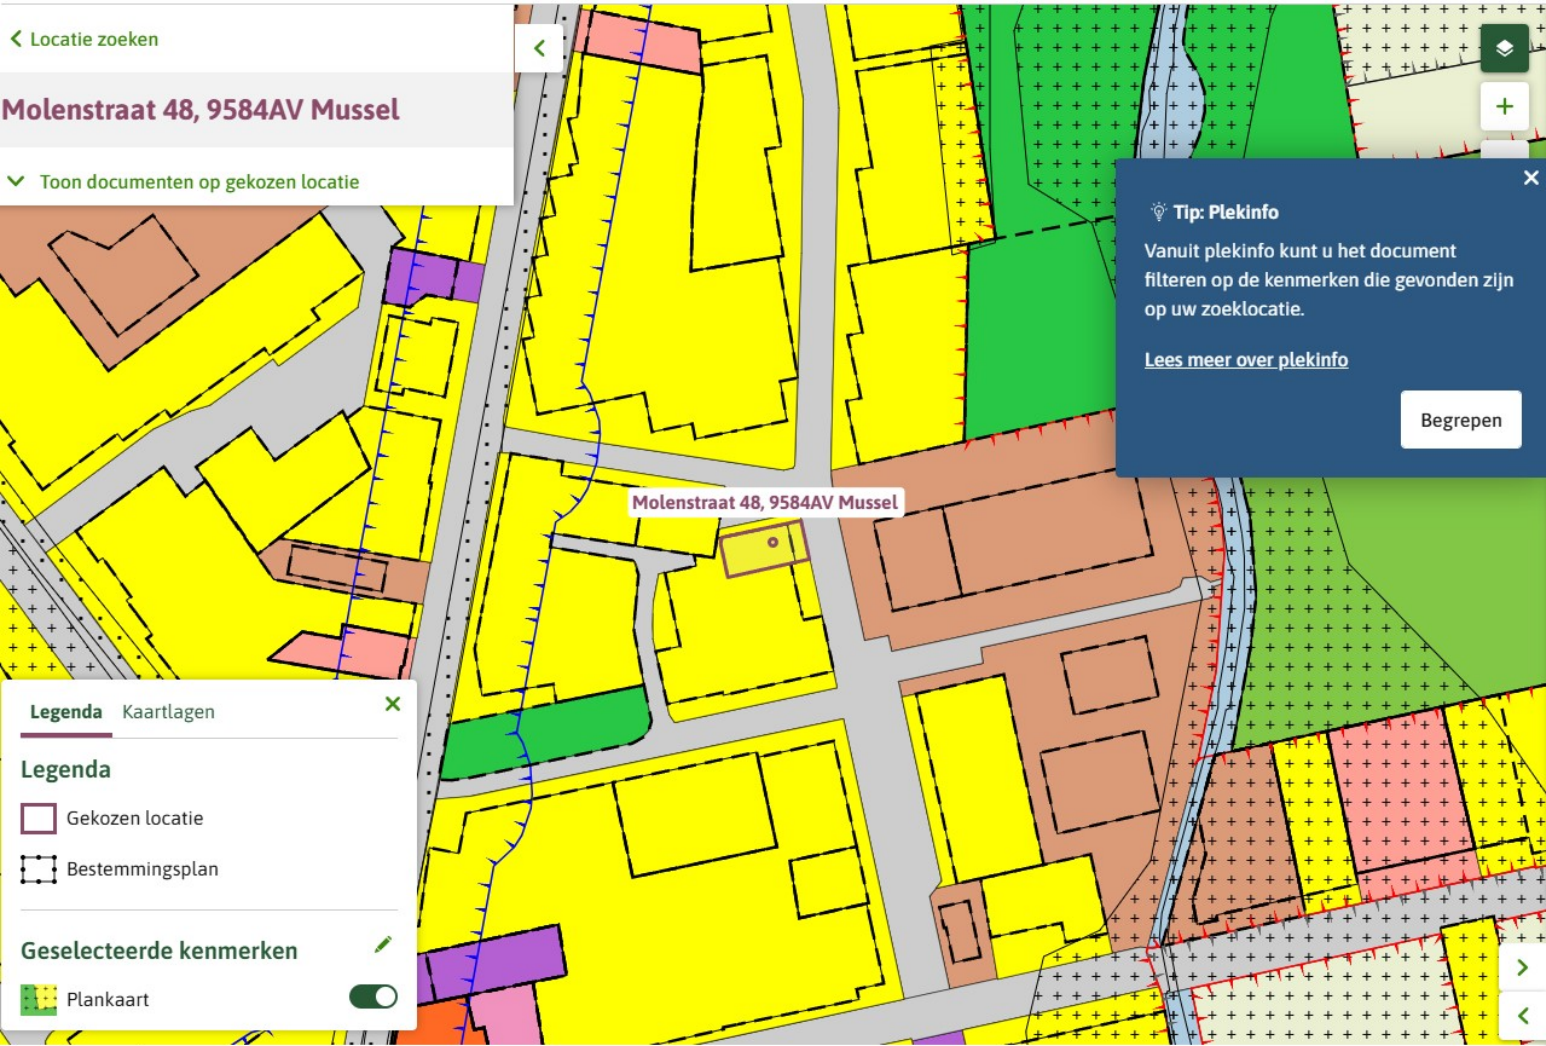 Locatie zoeken
Molenstraat 48, 9584AV Mussel
Toon documenten op gekozen locatie
Tip: Plekinfo
Vanuit plekinfo kunt u het document
filteren op de kenmerken die gevonden zijn
op uw zoeklocatie.
Lees meer over plekinfo
Begrepen
Molenstraat 48, 9584AV Mussel
Legenda Kaartlagen
Legenda
Gekozen locatie
Bestemmingsplan
Geselecteerde kenmerken
Plankaart